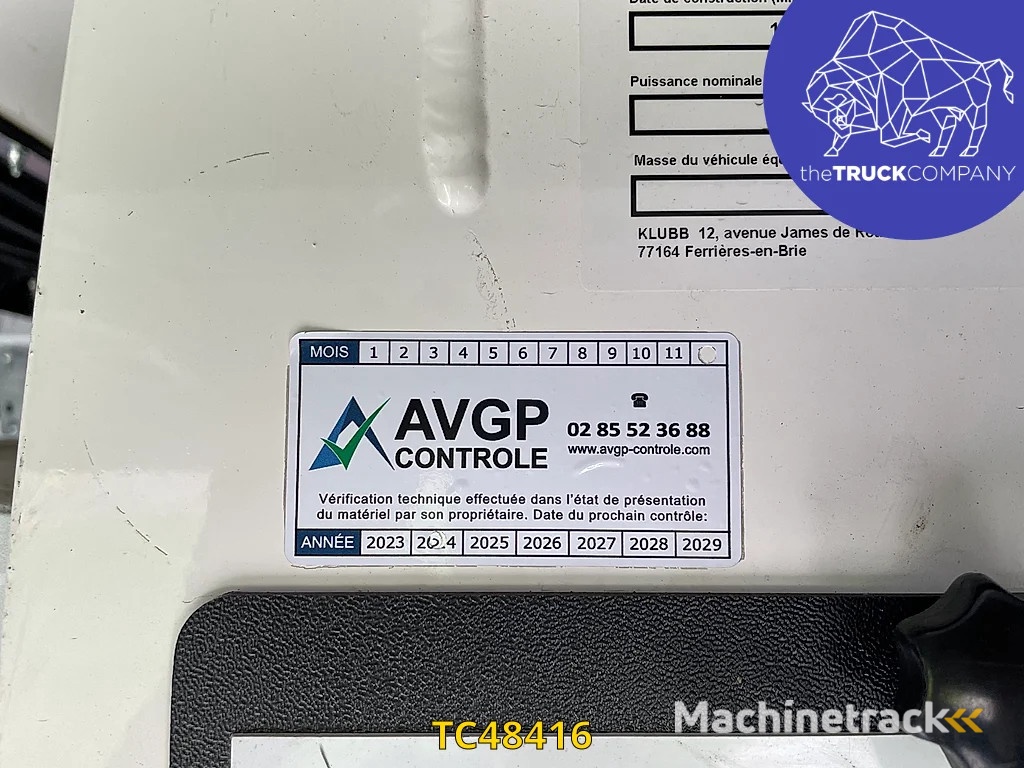 Date de construction
Puissance nominale
Masse du véhicule
KLUBB 12, avenue James de
77164 Ferrières-en-Brie
theTRUCKCOMPANY
MOIS 1 2 3 4 5 6 7 8 9 10 11
AVGP
CONTROLE
02 85 52 36 88
www.avgp-controle.com
Vérification technique effectuée dans l'état de présentation
du matériel par son propriétaire. Date du prochain contrôle:
ANNÉE 2023 2024 2025 2026 2027 2028 2029
Machinetrack
TC48416